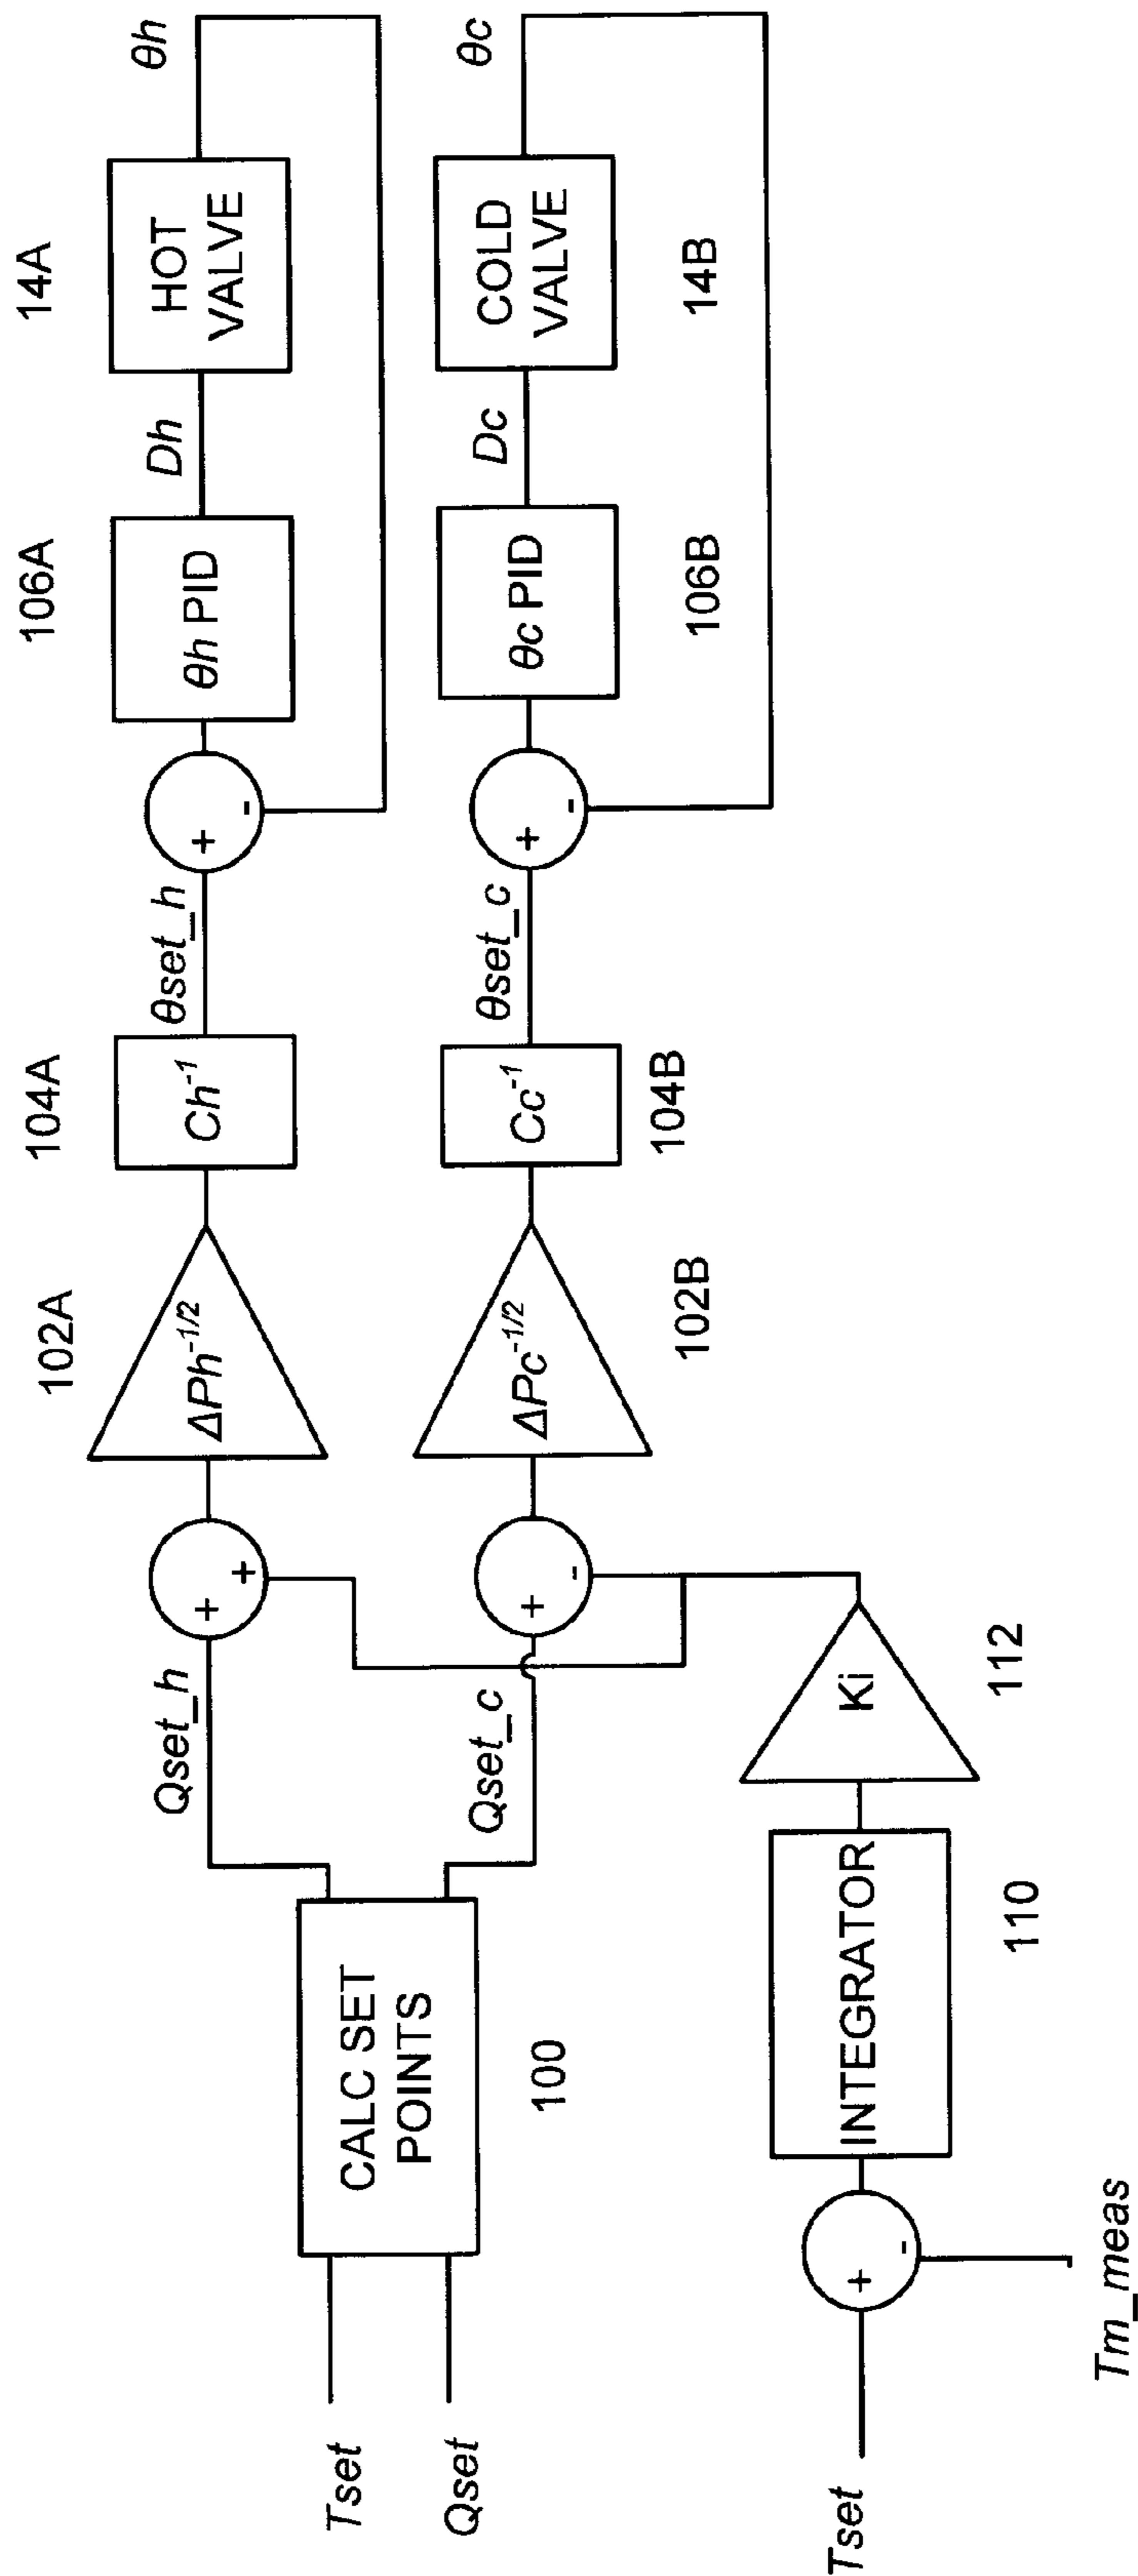 Tset
Qset
CALC SET
POINTS
100
Qset_h
Qset_c
+
+
+
-
ΔPh^-1/2
102A
ΔPc^-1/2
102B
Ch^-1
104A
Cc^-1
104B
θset_h
θset_c
+
-
+
-
θh PID
106A
θc PID
106B
Dh
Dc
HOT
VALVE
14A
COLD
VALVE
14B
θh
θc
Tset
+
-
Tm_meas
INTEGRATOR
110
Ki
112